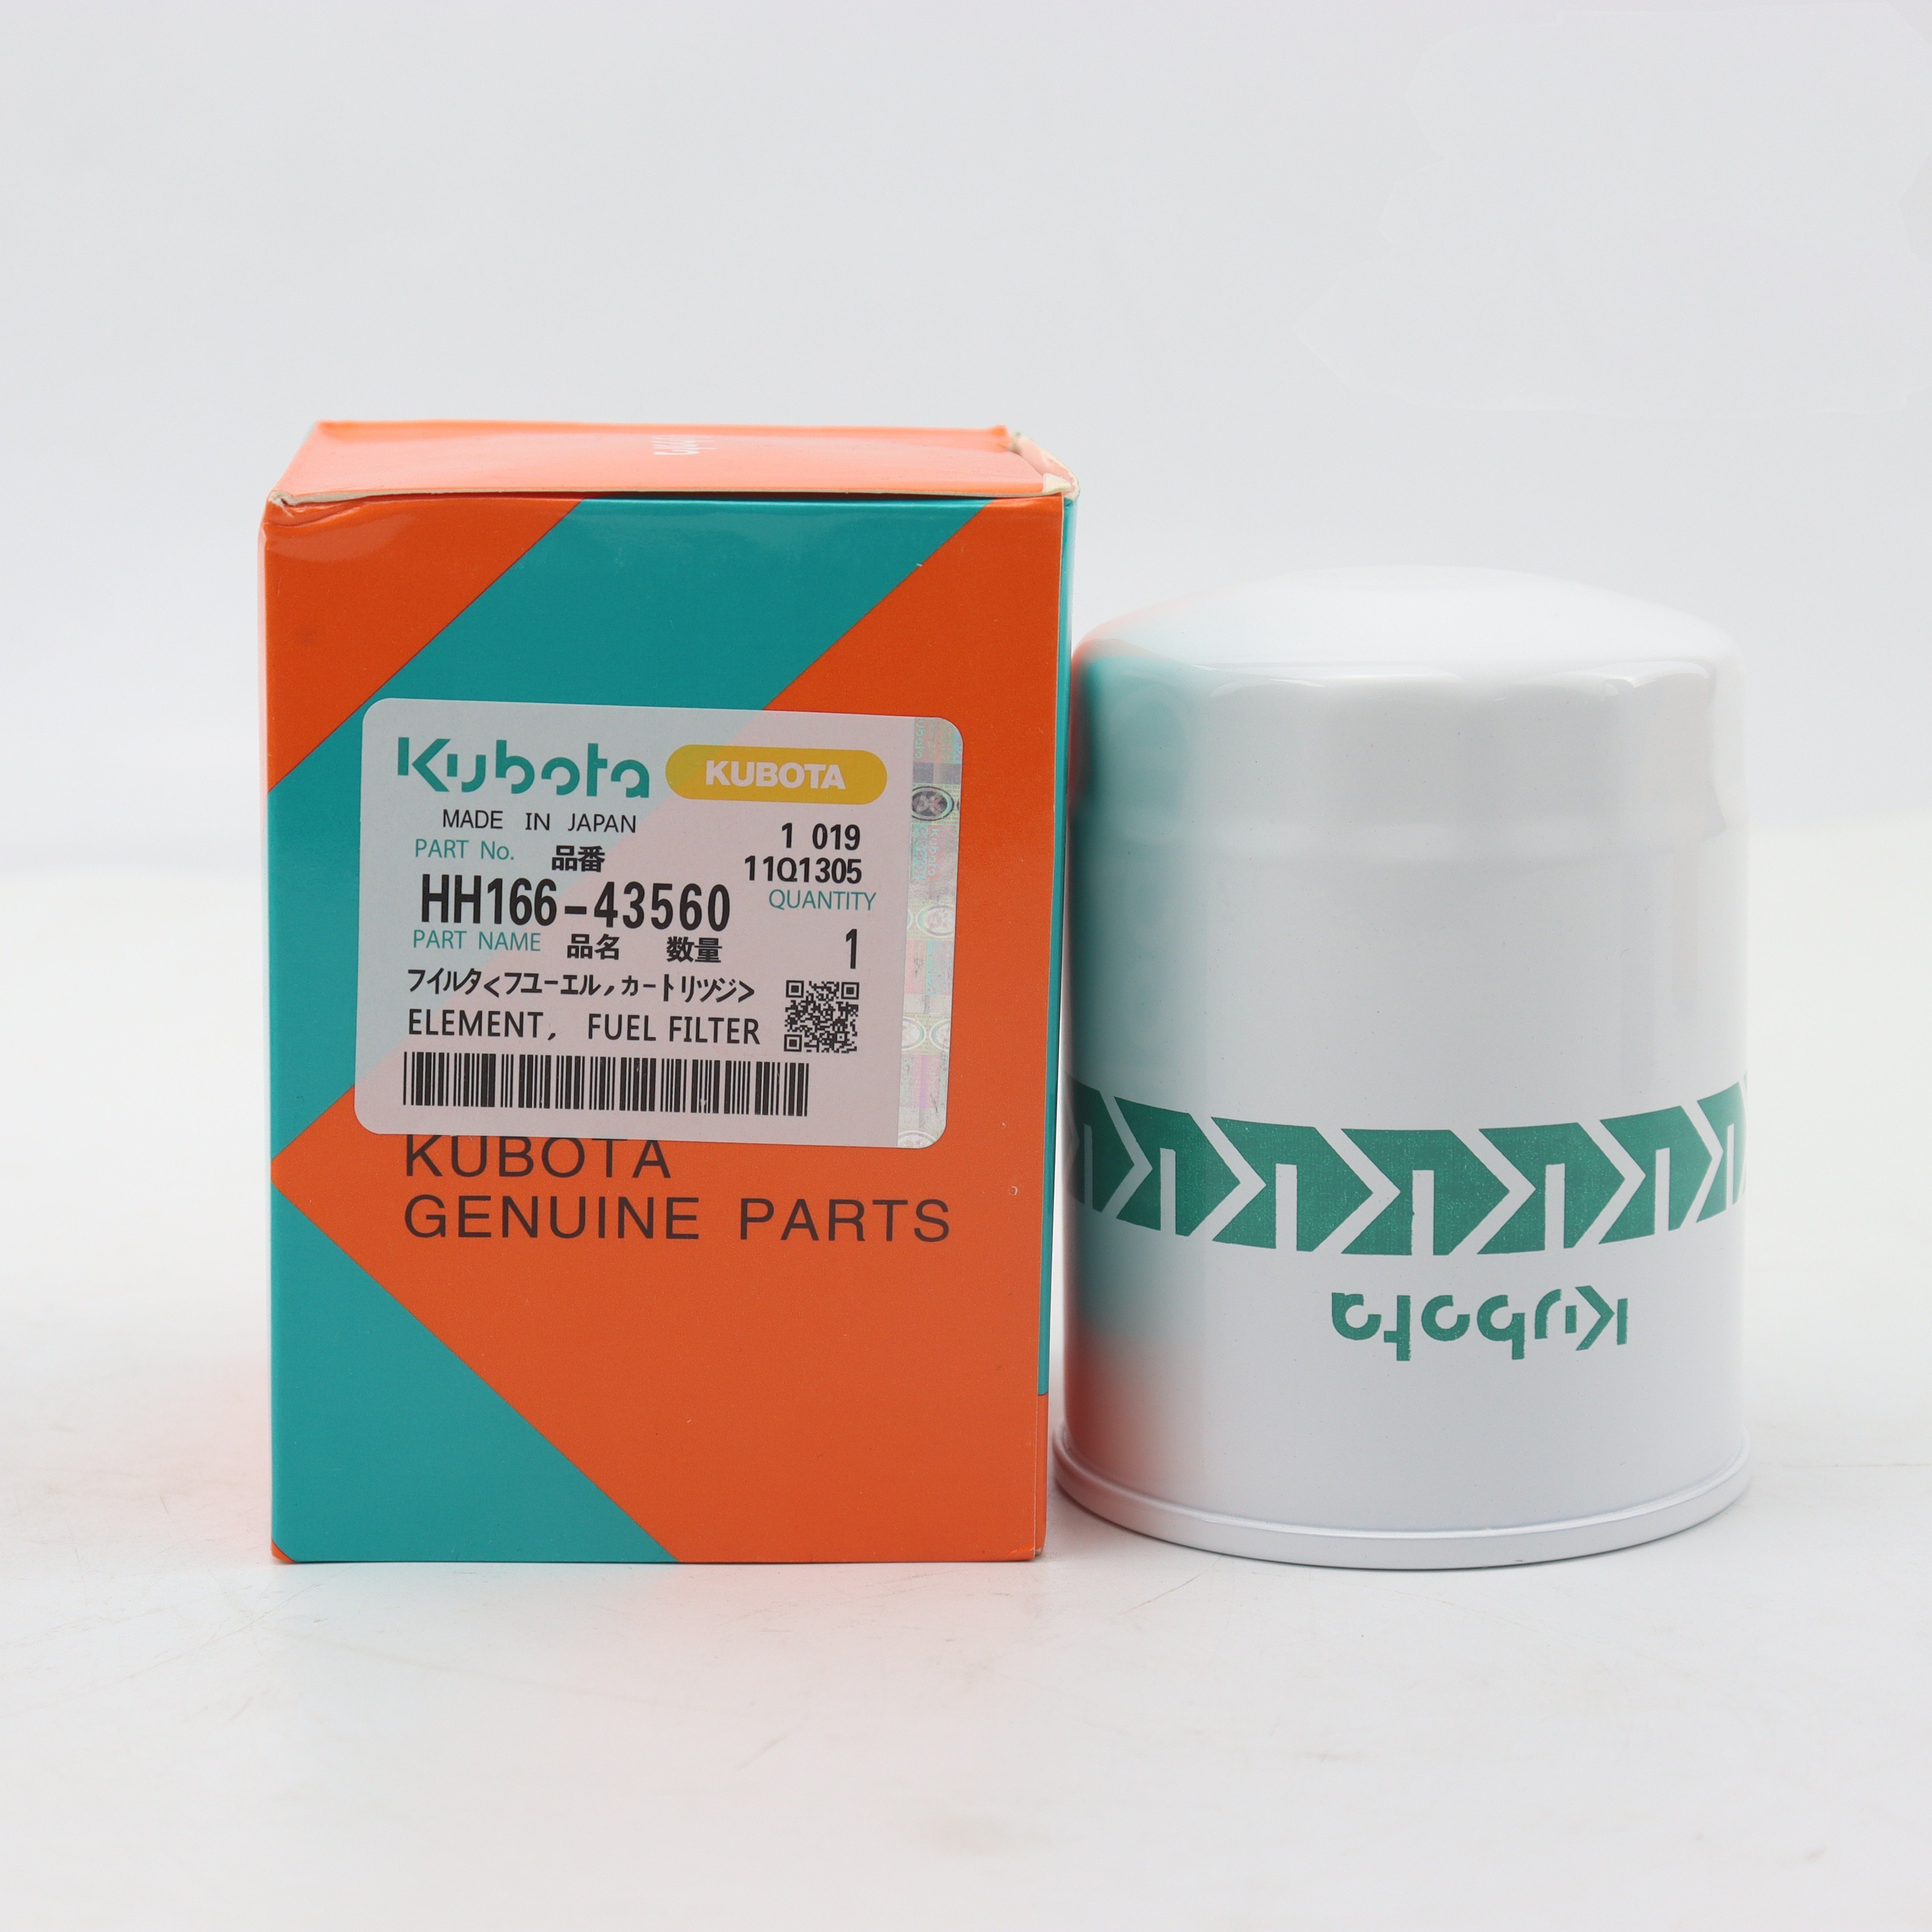 Kubota
Kubota KUBOTA
MADE IN JAPAN
1 019
PART No. 品番
11Q1305
HH166-43560
QUANTITY
PART NAME 品名 数量
1
フイルタ<フユーエル,カートリツジ>
ELEMENT, FUEL FILTER
KUBOTA
GENUINE PARTS
Kubota